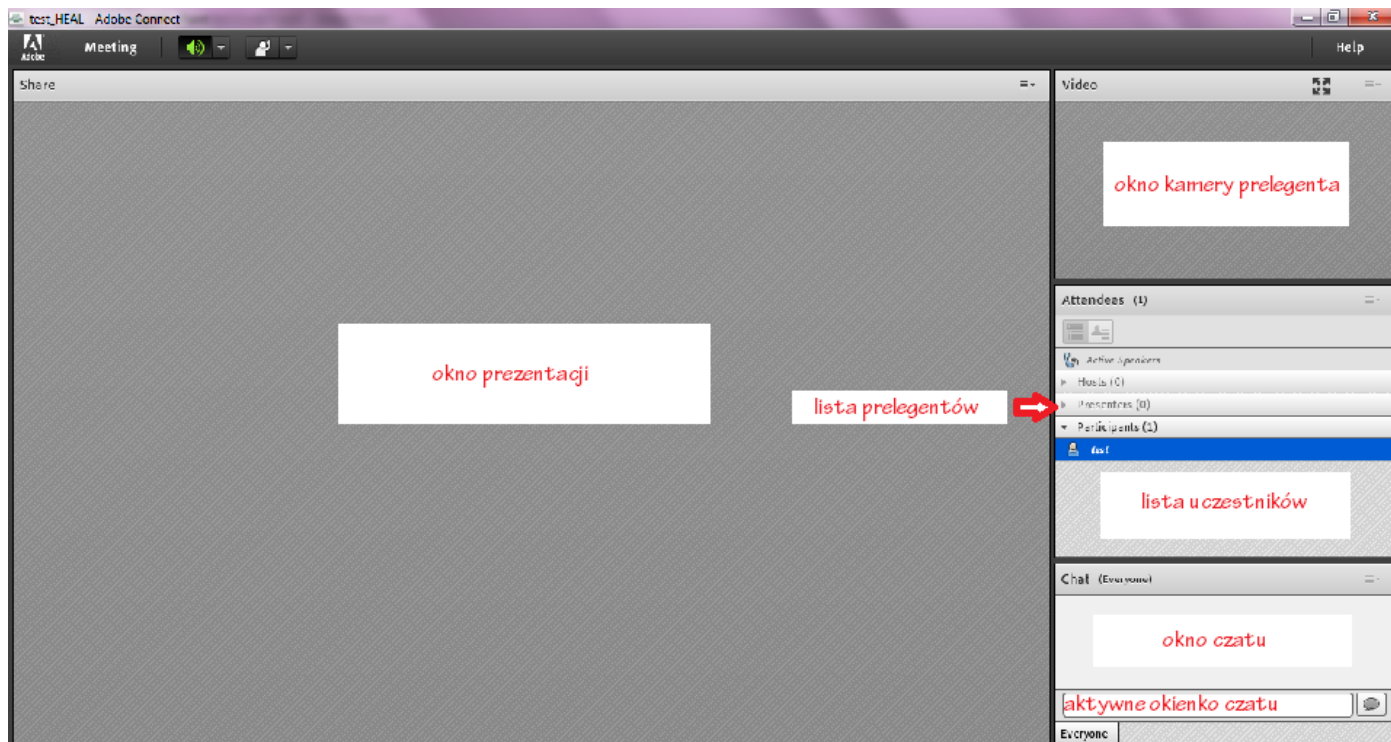 test_HEAL - Adobe Connect
Adobe
Meeting
Help
Share
Video
okno kamery prelegenta
okno prezentacji
lista prelegentów
Attendees (1)
Active Speakers
Hosts (0)
Presenters (0)
Participants (1)
test
lista uczestników
Chat (Everyone)
okno czatu
aktywne okienko czatu
Everyone